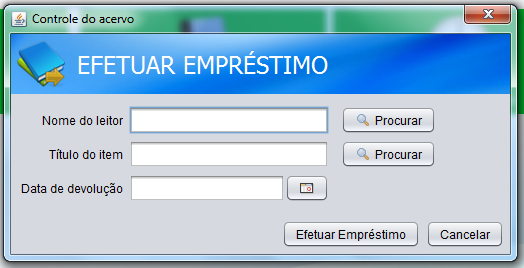 Controle do acervo
EFETUAR EMPRÉSTIMO
Nome do leitor
Procurar
Título do item
Procurar
Data de devolução
Efetuar Empréstimo
Cancelar